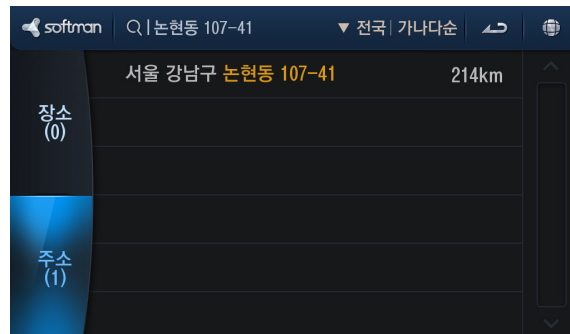 softman 논현동 107-41 ▼ 전국 가나다순
서울 강남구 논현동 107-41 214km
장소
(0)
주소
(1)